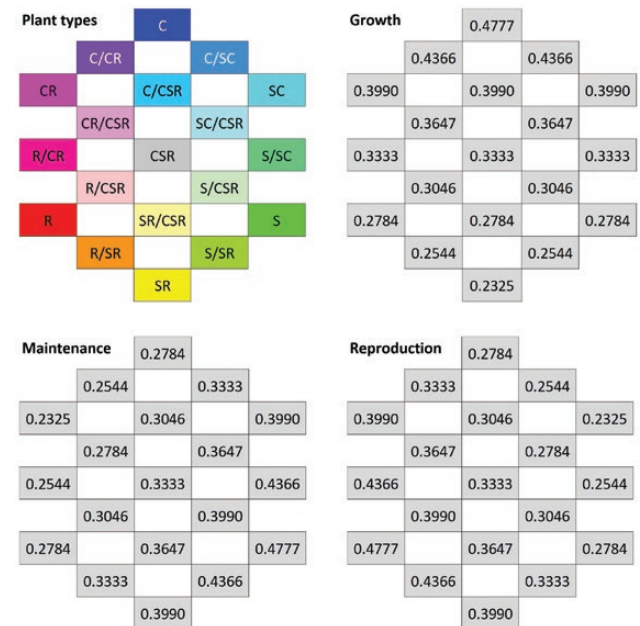 Plant types
C
C/CR C/SC
CR C/CSR SC
CR/CSR SC/CSR
R/CR CSR S/SC
R/CSR S/CSR
R SR/CSR S
R/SR S/SR
SR
Growth
0.4777
0.4366 0.4366
0.3990 0.3990 0.3990
0.3647 0.3647
0.3333 0.3333 0.3333
0.3046 0.3046
0.2784 0.2784 0.2784
0.2544 0.2544
0.2325
Maintenance
0.2784
0.2544 0.3333
0.2325 0.3046 0.3990
0.2784 0.3647
0.2544 0.3333 0.4366
0.3046 0.3990
0.2784 0.3647 0.4777
0.3333 0.4366
0.3990
Reproduction
0.2784
0.3333 0.2544
0.3990 0.3046 0.2325
0.3647 0.2784
0.4366 0.3333 0.2544
0.3990 0.3046
0.4777 0.3647 0.2784
0.4366 0.3333
0.3990